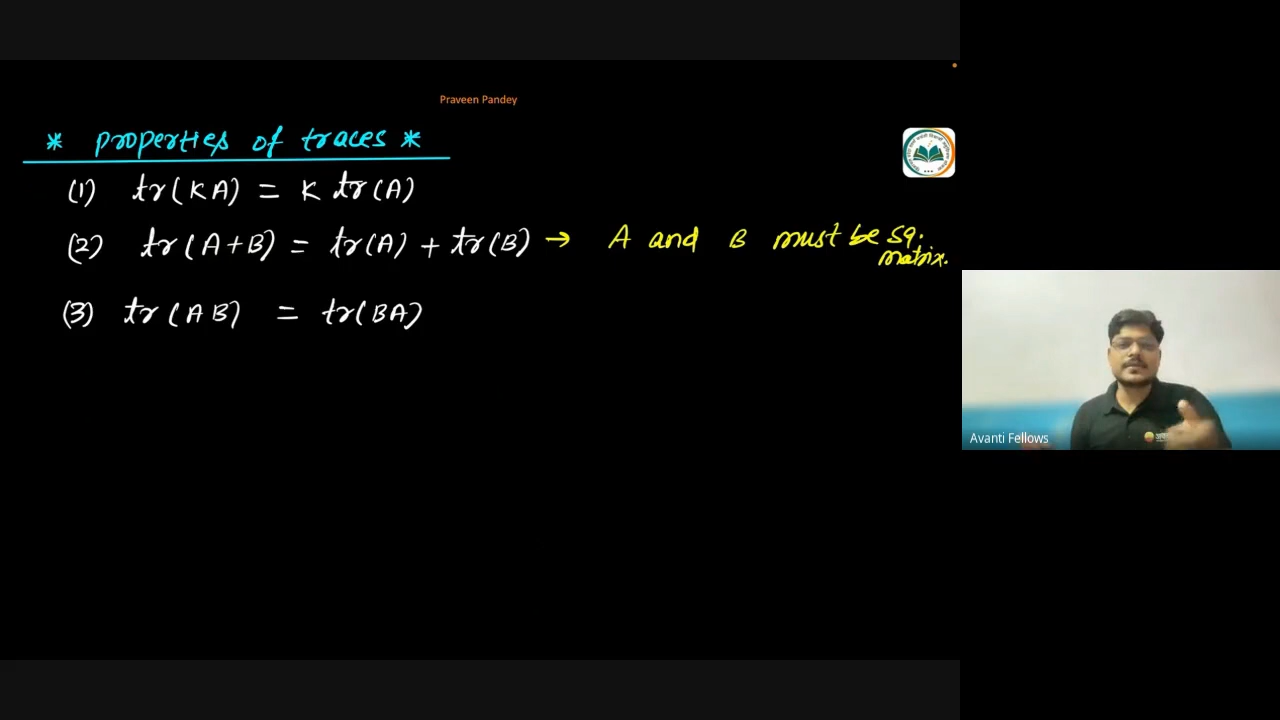 Praveen Pandey
* properties of traces *
(1) tr(KA) = K tr(A)
(2) tr(A+B) = tr(A) + tr(B) → A and B must be sq. matrix.
(3) tr(AB) = tr(BA)
Avanti Fellows